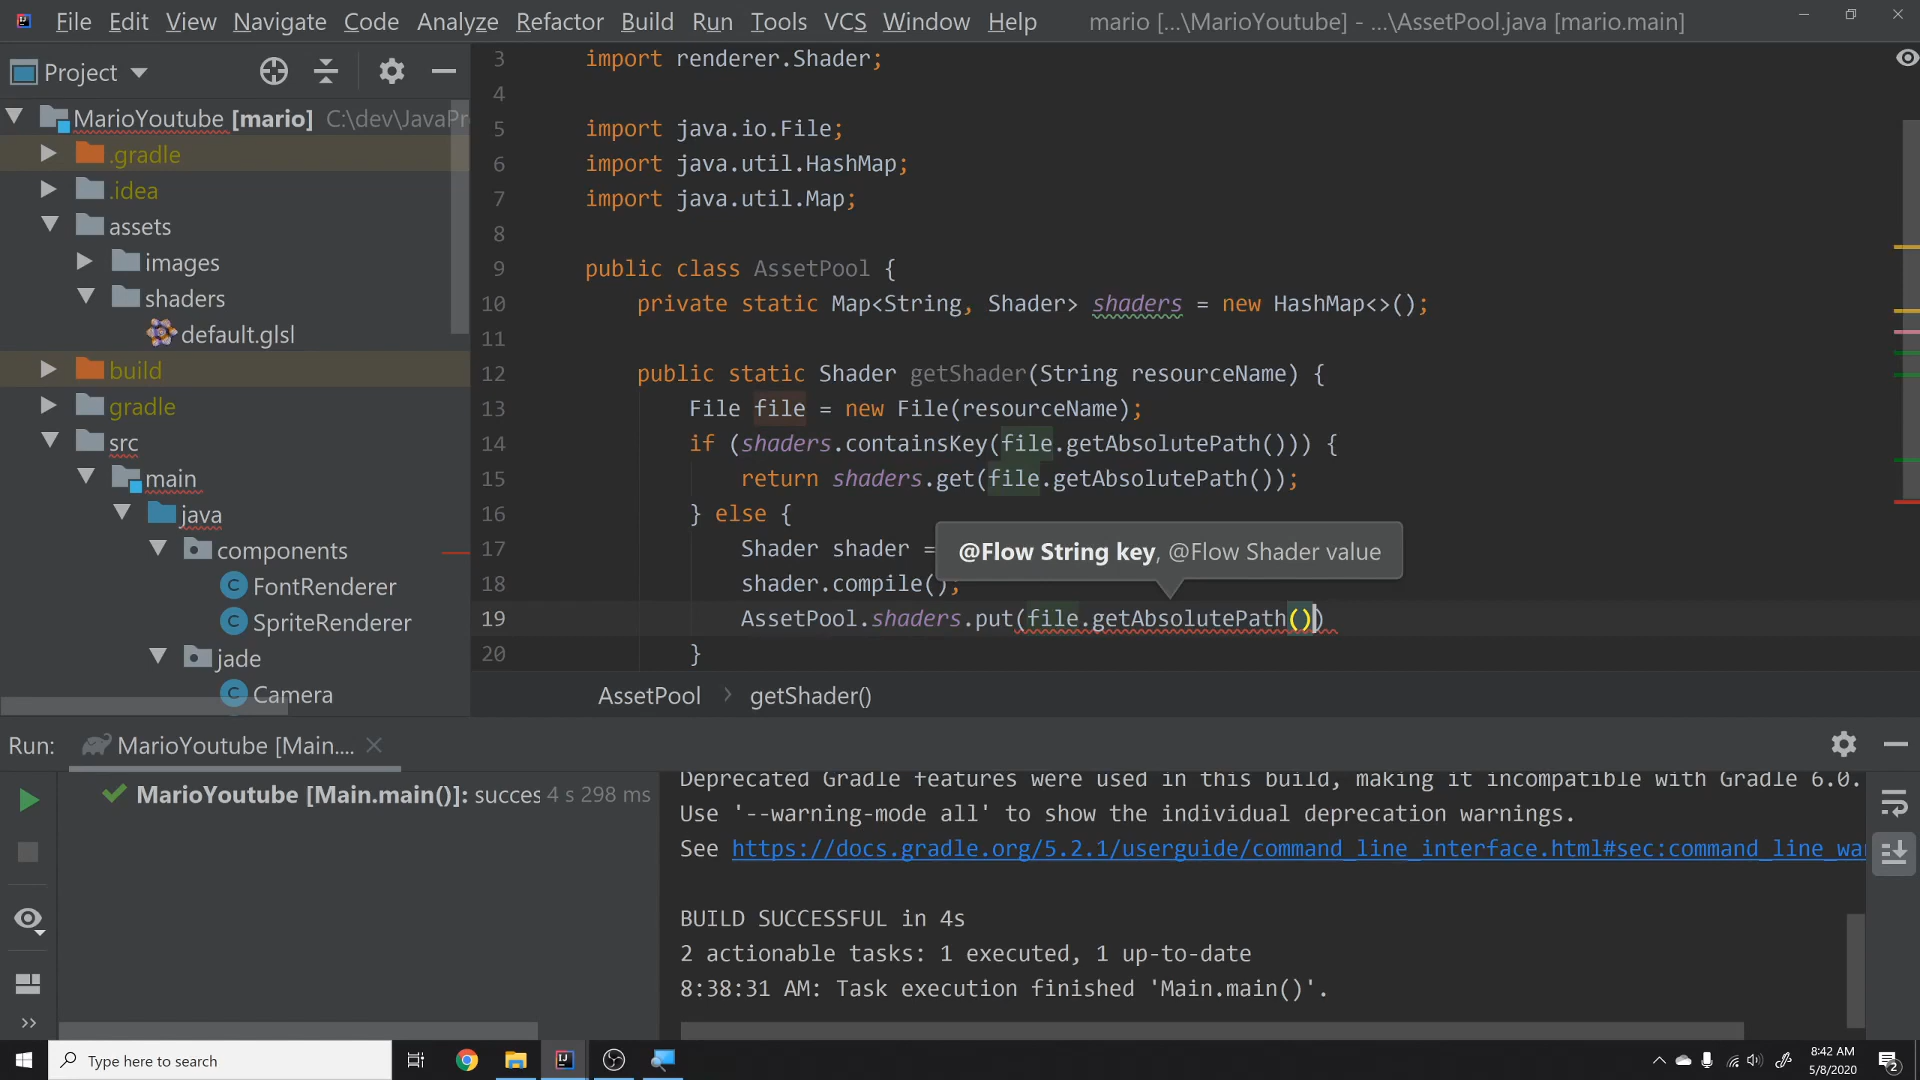 File Edit View Navigate Code Analyze Refactor Build Run Tools VCS Window Help mario [...\MarioYoutube] - ...\AssetPool.java [mario.main]
Project
MarioYoutube [mario] C:\dev\JavaPr
.gradle
.idea
assets
images
shaders
default.glsl
build
gradle
src
main
java
components
FontRenderer
SpriteRenderer
jade
Camera
3 import renderer.Shader;
4
5 import java.io.File;
6 import java.util.HashMap;
7 import java.util.Map;
8
9 public class AssetPool {
10 private static Map<String, Shader> shaders = new HashMap<>();
11
12 public static Shader getShader(String resourceName) {
13 File file = new File(resourceName);
14 if (shaders.containsKey(file.getAbsolutePath())) {
15 return shaders.get(file.getAbsolutePath());
16 } else {
17 Shader shader =
@Flow String key, @Flow Shader value
18 shader.compile();
19 AssetPool.shaders.put(file.getAbsolutePath())
20 }
AssetPool > getShader()
Run: MarioYoutube [Main....
MarioYoutube [Main.main()]: succes 4 s 298 ms
Deprecated Gradle features were used in this build, making it incompatible with Gradle 6.0.
Use '--warning-mode all' to show the individual deprecation warnings.
See https://docs.gradle.org/5.2.1/userguide/command_line_interface.html#sec:command_line_wa
BUILD SUCCESSFUL in 4s
2 actionable tasks: 1 executed, 1 up-to-date
8:38:31 AM: Task execution finished 'Main.main()'.
Type here to search
8:42 AM
5/8/2020
2